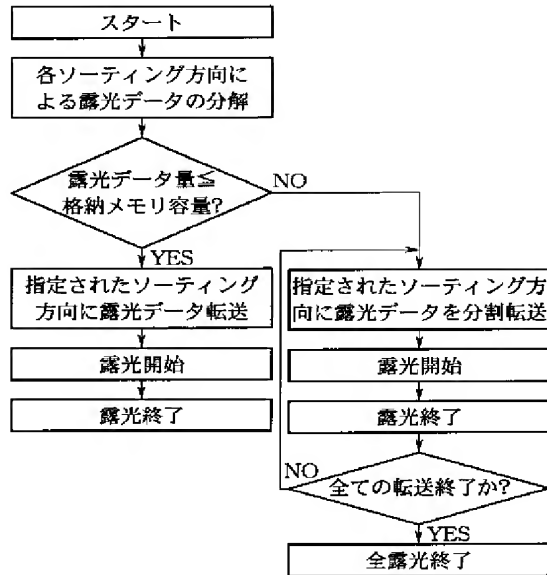 スタート
各ソーティング方向に
よる露光データの分解
露光データ量≦
格納メモリ容量?
NO
YES
指定されたソーティング
方向に露光データ転送
露光開始
露光終了
指定されたソーティング方
向に露光データを分割転送
露光開始
露光終了
NO
全ての転送終了か?
YES
全露光終了